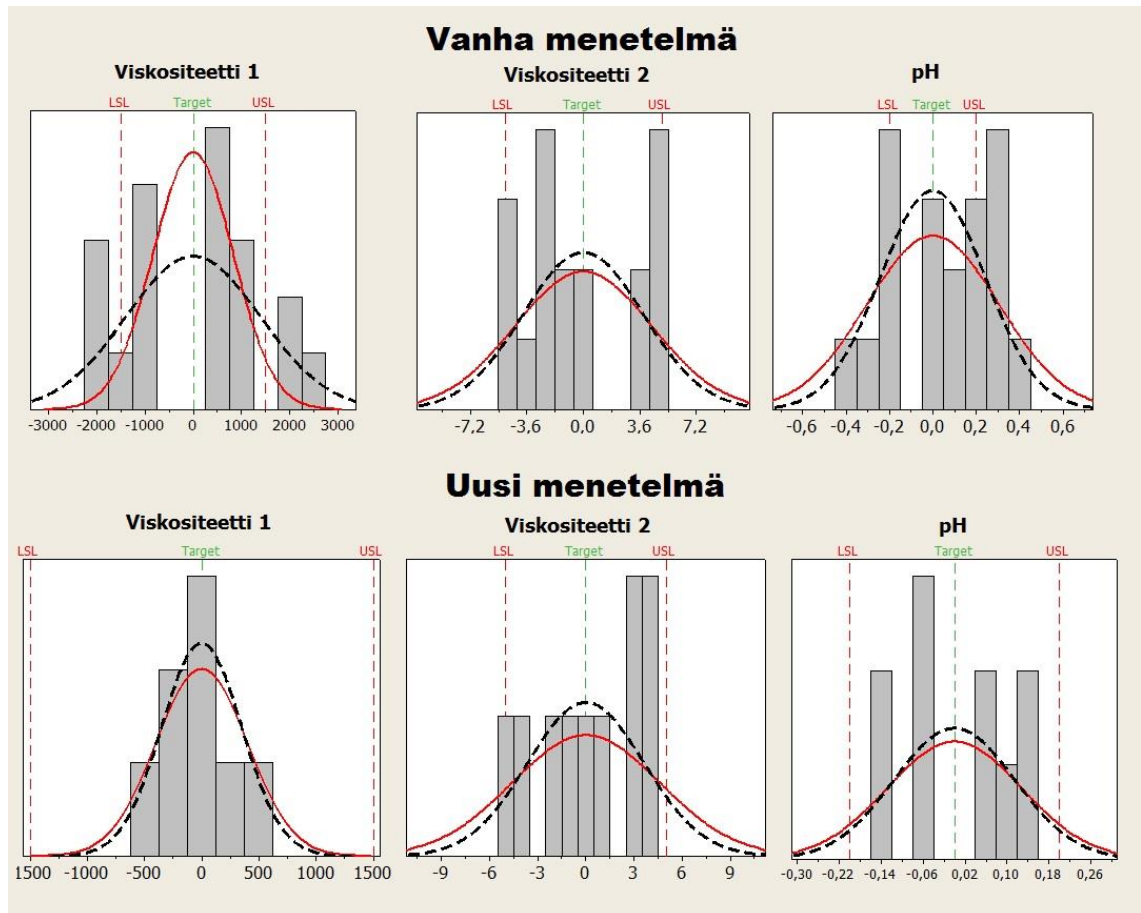 Vanha menetelmä
Viskositeetti 1
Viskositeetti 2
pH
LSL Target USL
LSL Target USL
LSL Target USL
-3000 -2000 -1000 0 1000 2000 3000
-7,2 -3,6 0,0 3,6 7,2
-0,6 -0,4 -0,2 0,0 0,2 0,4 0,6
Uusi menetelmä
Viskositeetti 1
Viskositeetti 2
pH
LSL Target USL
LSL Target USL
LSL Target USL
1500 -1000 -500 0 500 1000 1500
-9 -6 -3 0 3 6 9
-0,30 -0,22 -0,14 -0,06 0,02 0,10 0,18 0,26